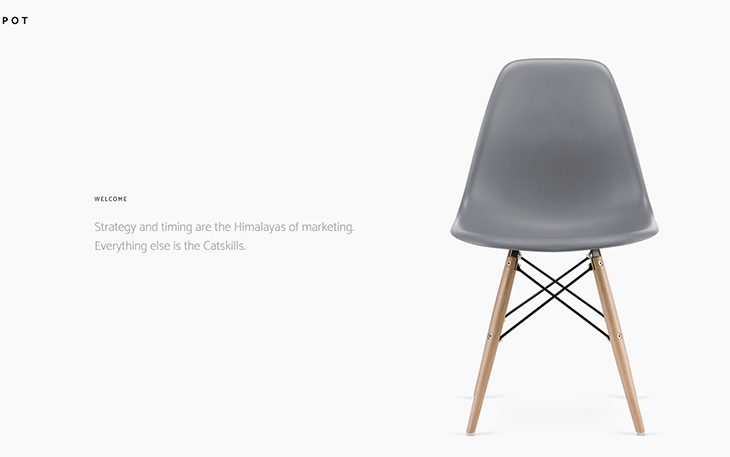 POT
WELCOME
Strategy and timing are the Himalayas of marketing.
Everything else is the Catskills.